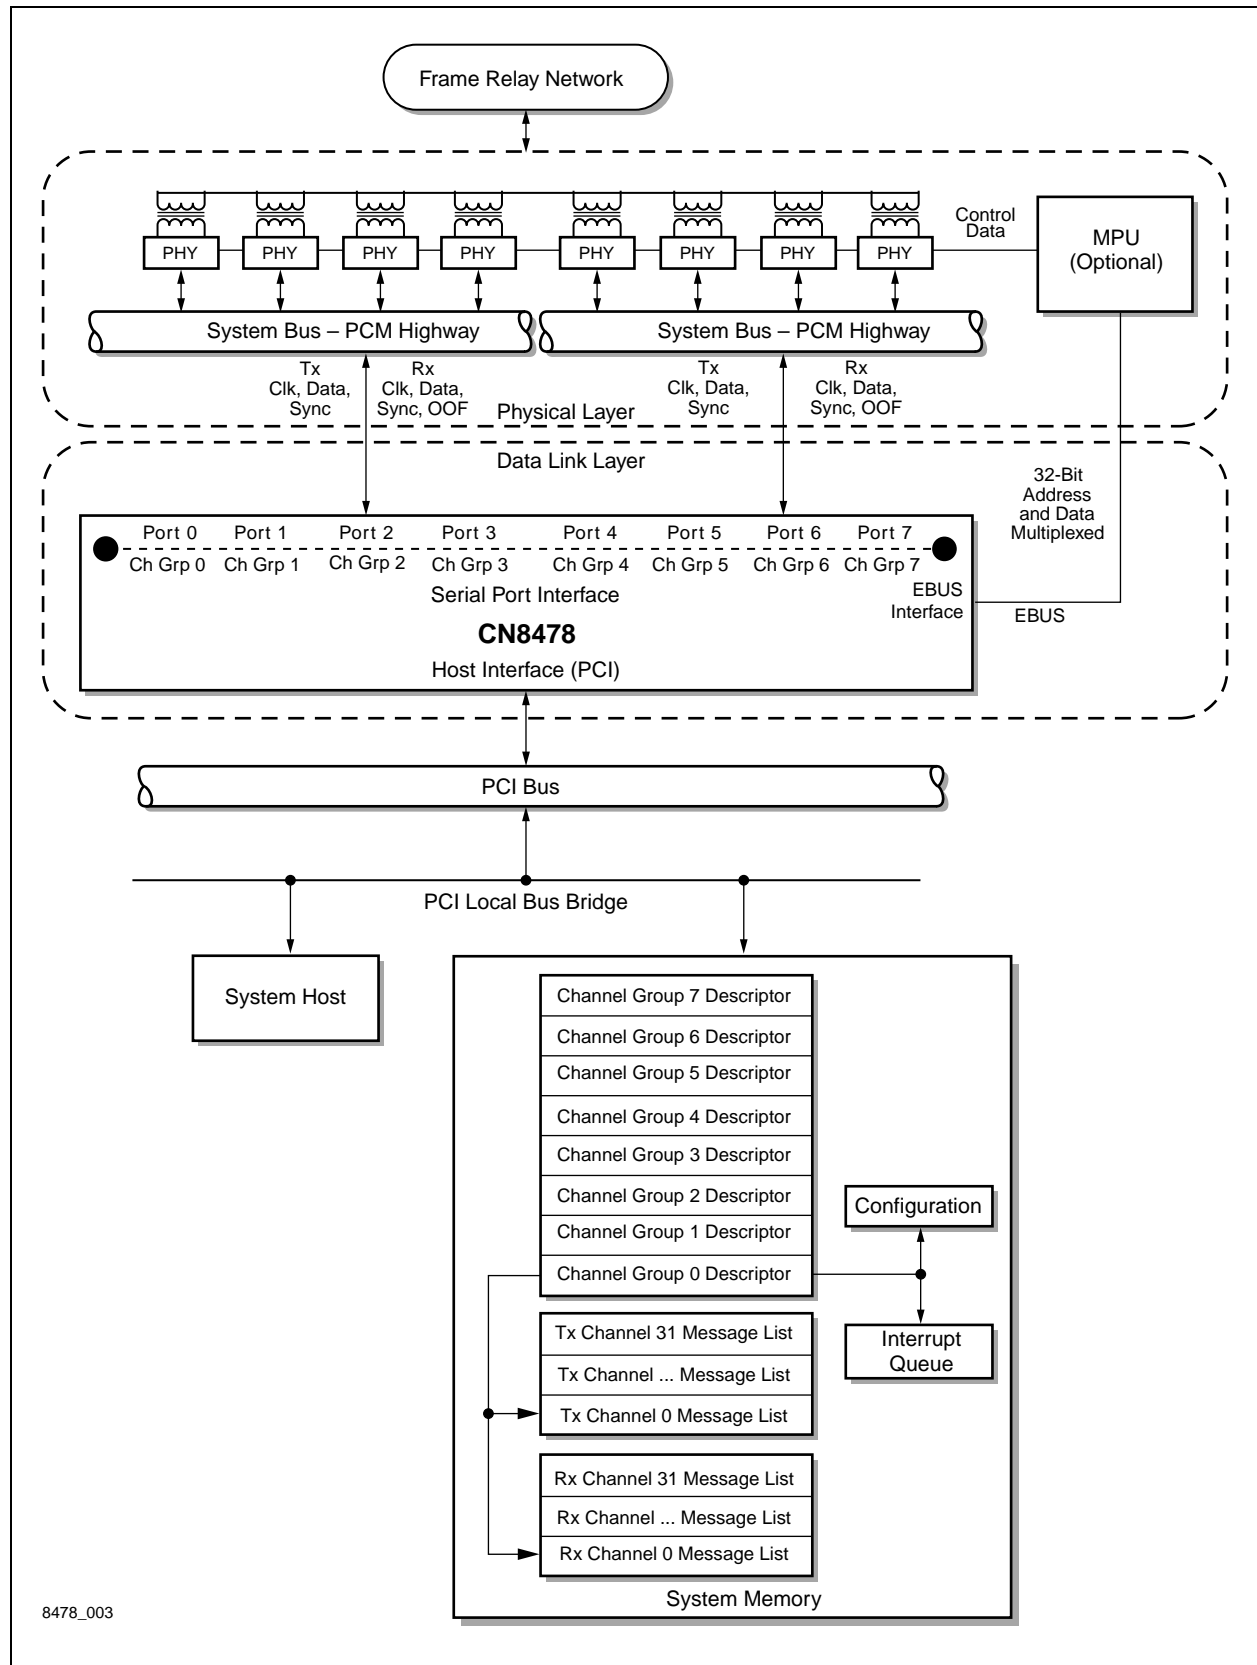 Frame Relay Network
PHY PHY PHY PHY PHY PHY PHY PHY
Control
Data
MPU
(Optional)
System Bus – PCM Highway
System Bus – PCM Highway
Tx
Clk, Data,
Sync
Rx
Clk, Data,
Sync, OOF
Tx
Clk, Data,
Sync
Rx
Clk, Data,
Sync, OOF
Physical Layer
Data Link Layer
32-Bit
Address
and Data
Multiplexed
Port 0 Port 1 Port 2 Port 3 Port 4 Port 5 Port 6 Port 7
Ch Grp 0 Ch Grp 1 Ch Grp 2 Ch Grp 3 Ch Grp 4 Ch Grp 5 Ch Grp 6 Ch Grp 7
Serial Port Interface
EBUS
Interface
EBUS
CN8478
Host Interface (PCI)
PCI Bus
PCI Local Bus Bridge
System Host
Channel Group 7 Descriptor
Channel Group 6 Descriptor
Channel Group 5 Descriptor
Channel Group 4 Descriptor
Channel Group 3 Descriptor
Channel Group 2 Descriptor
Channel Group 1 Descriptor
Channel Group 0 Descriptor
Configuration
Interrupt
Queue
Tx Channel 31 Message List
Tx Channel ... Message List
Tx Channel 0 Message List
Rx Channel 31 Message List
Rx Channel ... Message List
Rx Channel 0 Message List
System Memory
8478_003